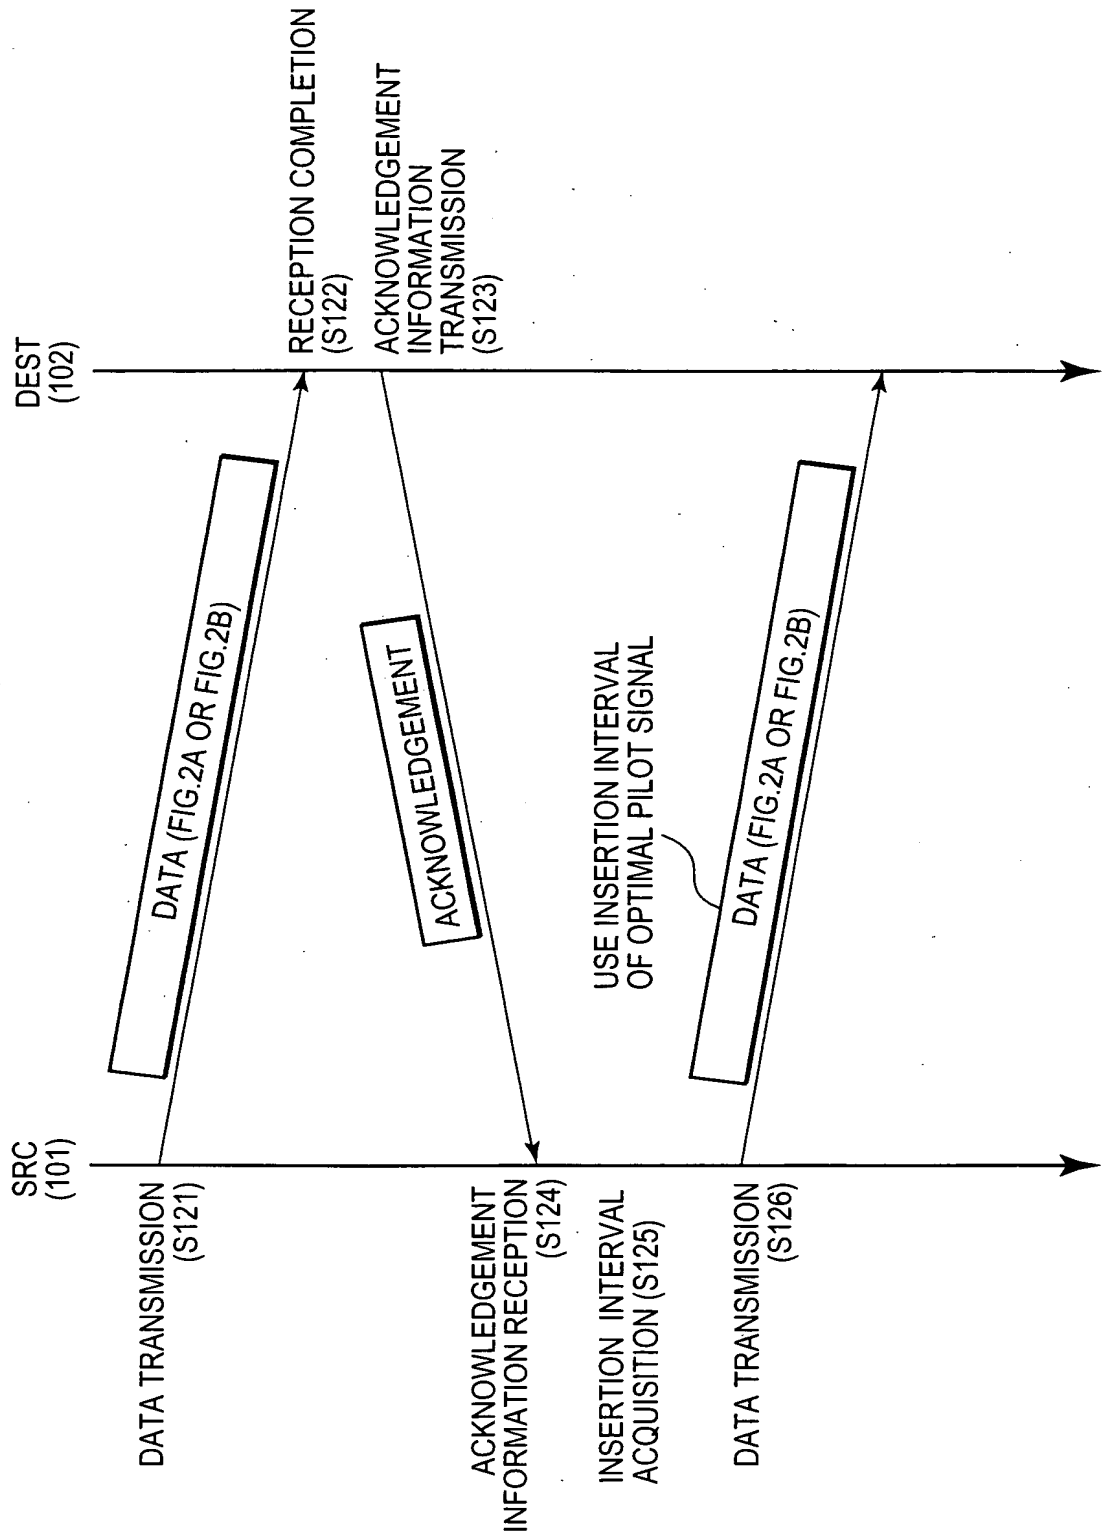 SRC
(101)
DEST
(102)
DATA TRANSMISSION
(S121)
DATA (FIG.2A OR FIG.2B)
RECEPTION COMPLETION
(S122)
ACKNOWLEDGEMENT
INFORMATION
TRANSMISSION
(S123)
ACKNOWLEDGEMENT
ACKNOWLEDGEMENT
INFORMATION RECEPTION
(S124)
INSERTION INTERVAL
ACQUISITION (S125)
USE INSERTION INTERVAL
OF OPTIMAL PILOT SIGNAL
DATA TRANSMISSION
(S126)
DATA (FIG.2A OR FIG.2B)